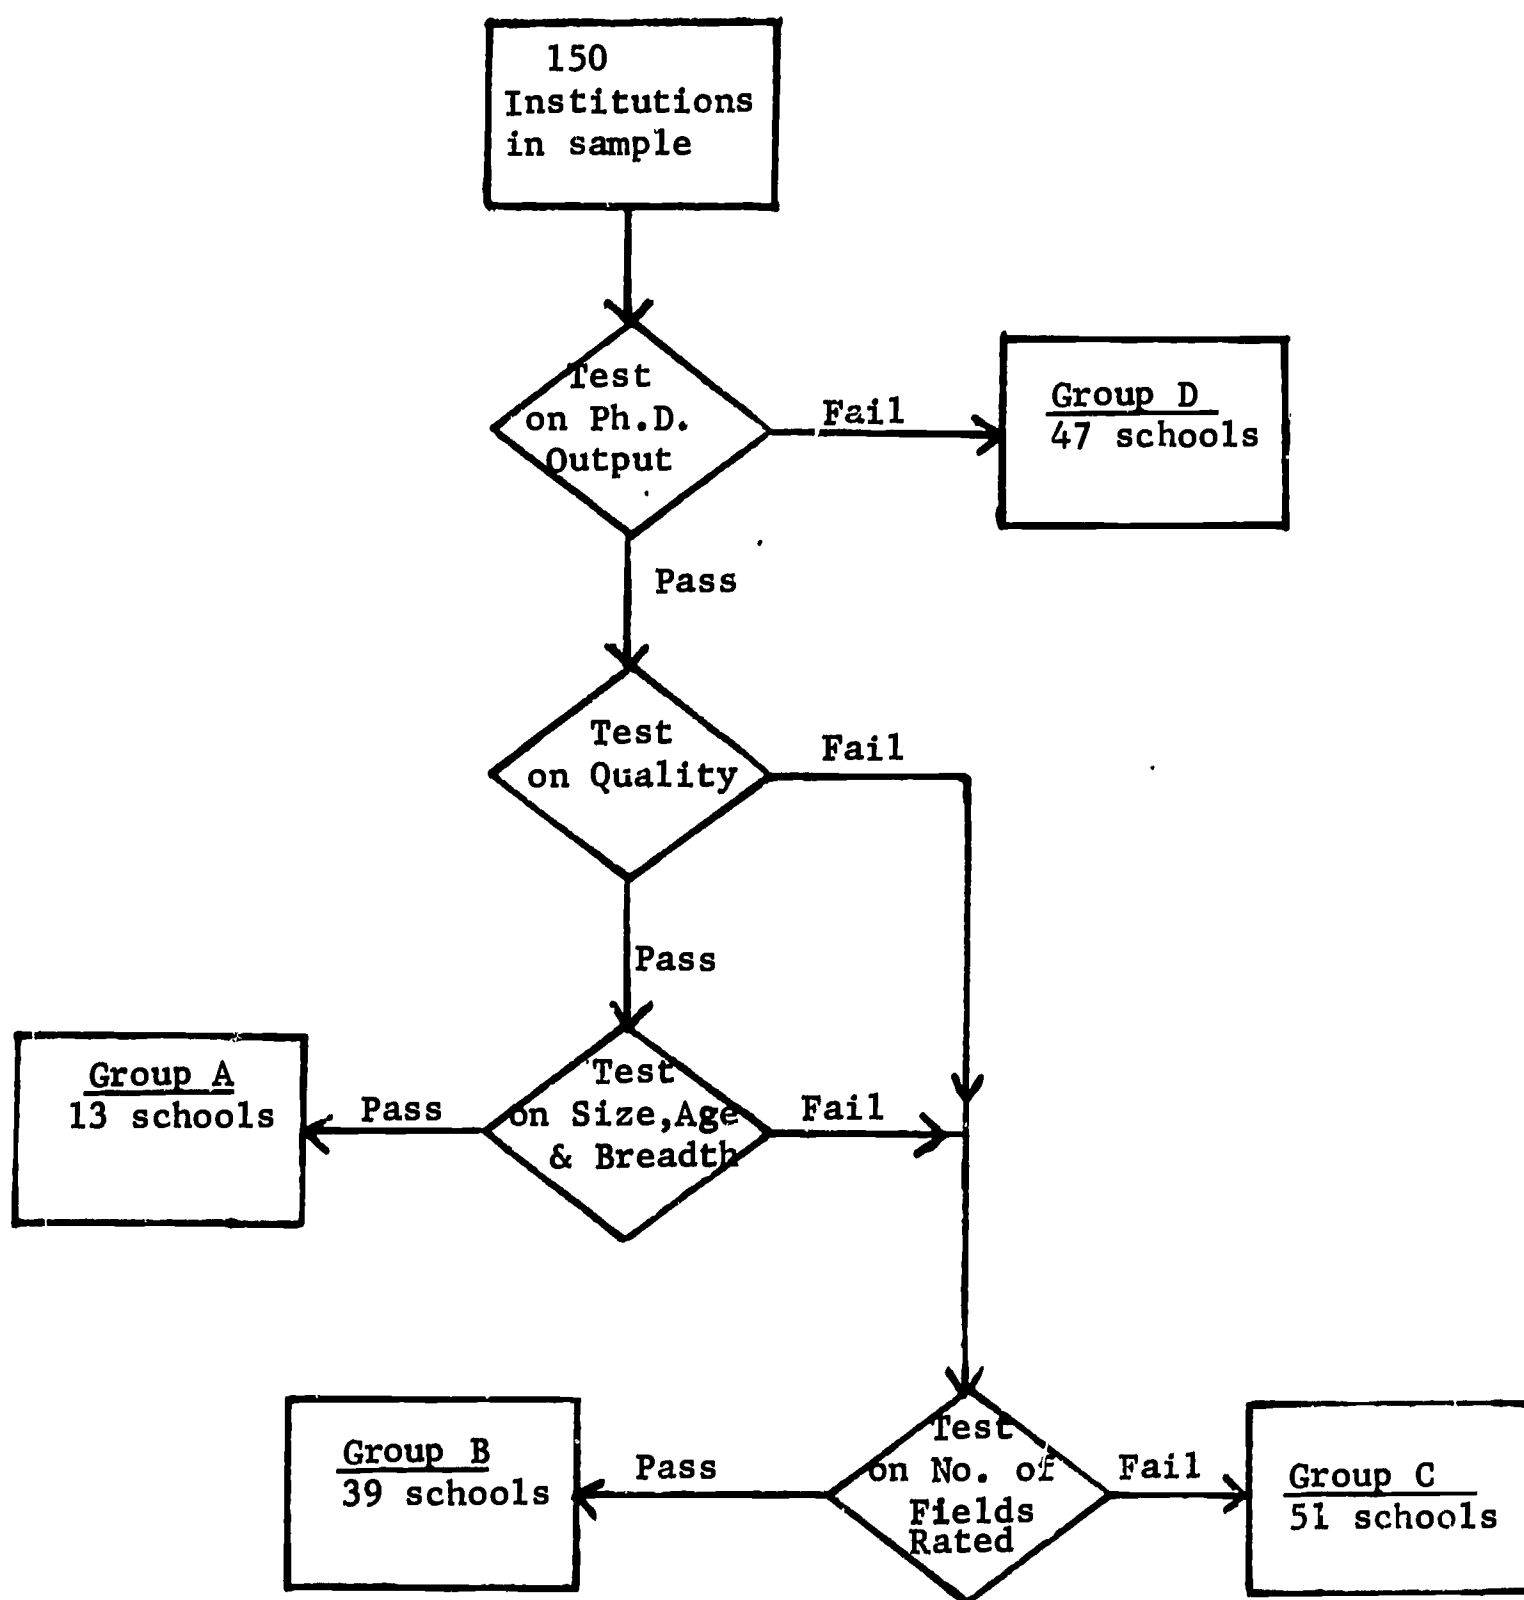 150
Institutions
in sample
Test
on Ph.D.
Output
Fail
Group D
47 schools
Pass
Test
on Quality
Fail
Pass
Group A
13 schools
Pass
Test
on Size,Age
& Breadth
Fail
Group B
39 schools
Pass
Test
on No. of
Fields
Rated
Fail
Group C
51 schools